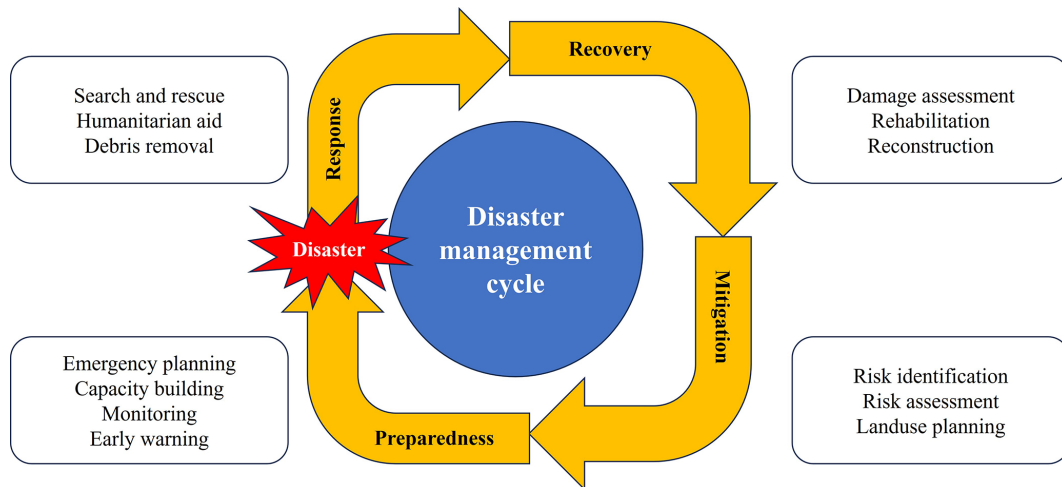 Recovery
Search and rescue
Humanitarian aid
Debris removal
Response
Damage assessment
Rehabilitation
Reconstruction
Disaster
Disaster
management
cycle
Mitigation
Emergency planning
Capacity building
Monitoring
Early warning
Preparedness
Risk identification
Risk assessment
Landuse planning